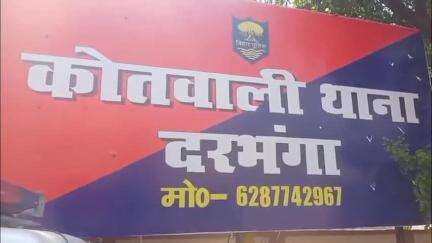 बिहार पुलिस
कोतवाली थाना
दरभंगा
मो०- 6287742967